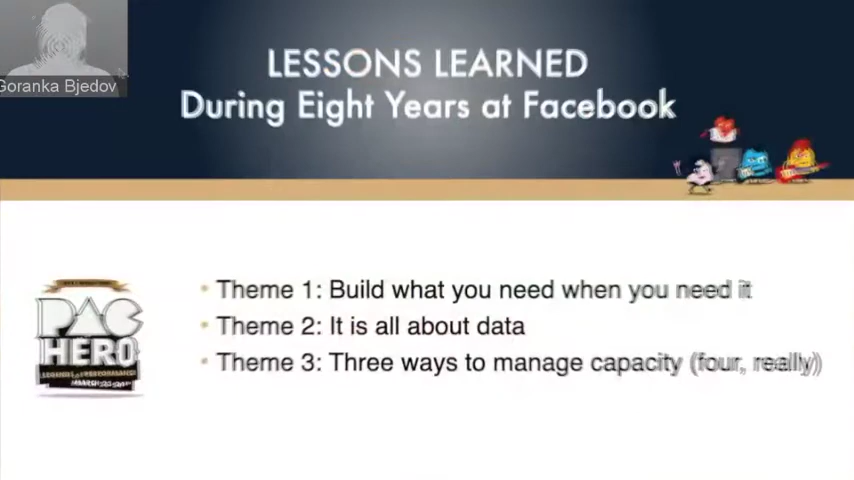 Goranka Bjedov
LESSONS LEARNED
During Eight Years at Facebook
• Theme 1: Build what you need when you need it
• Theme 2: It is all about data
• Theme 3: Three ways to manage capacity (four, really)
PAC
HERO